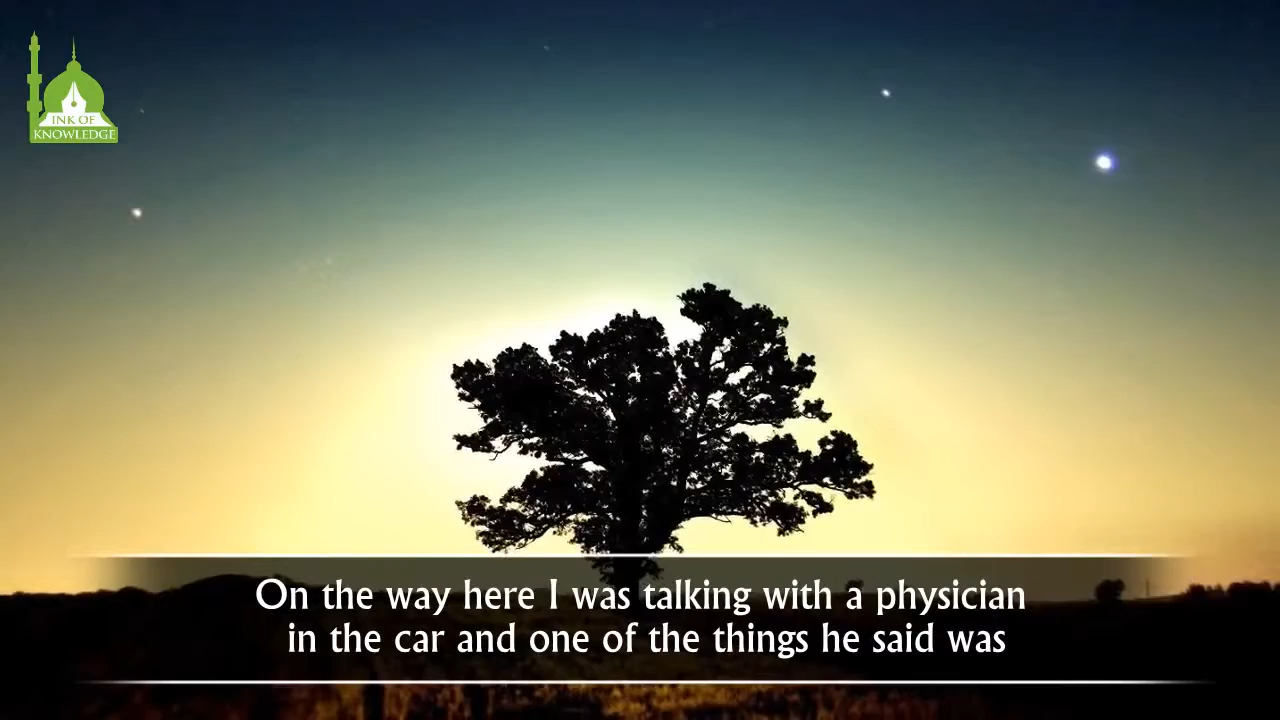 INK OF
KNOWLEDGE
On the way here I was talking with a physician
in the car and one of the things he said was